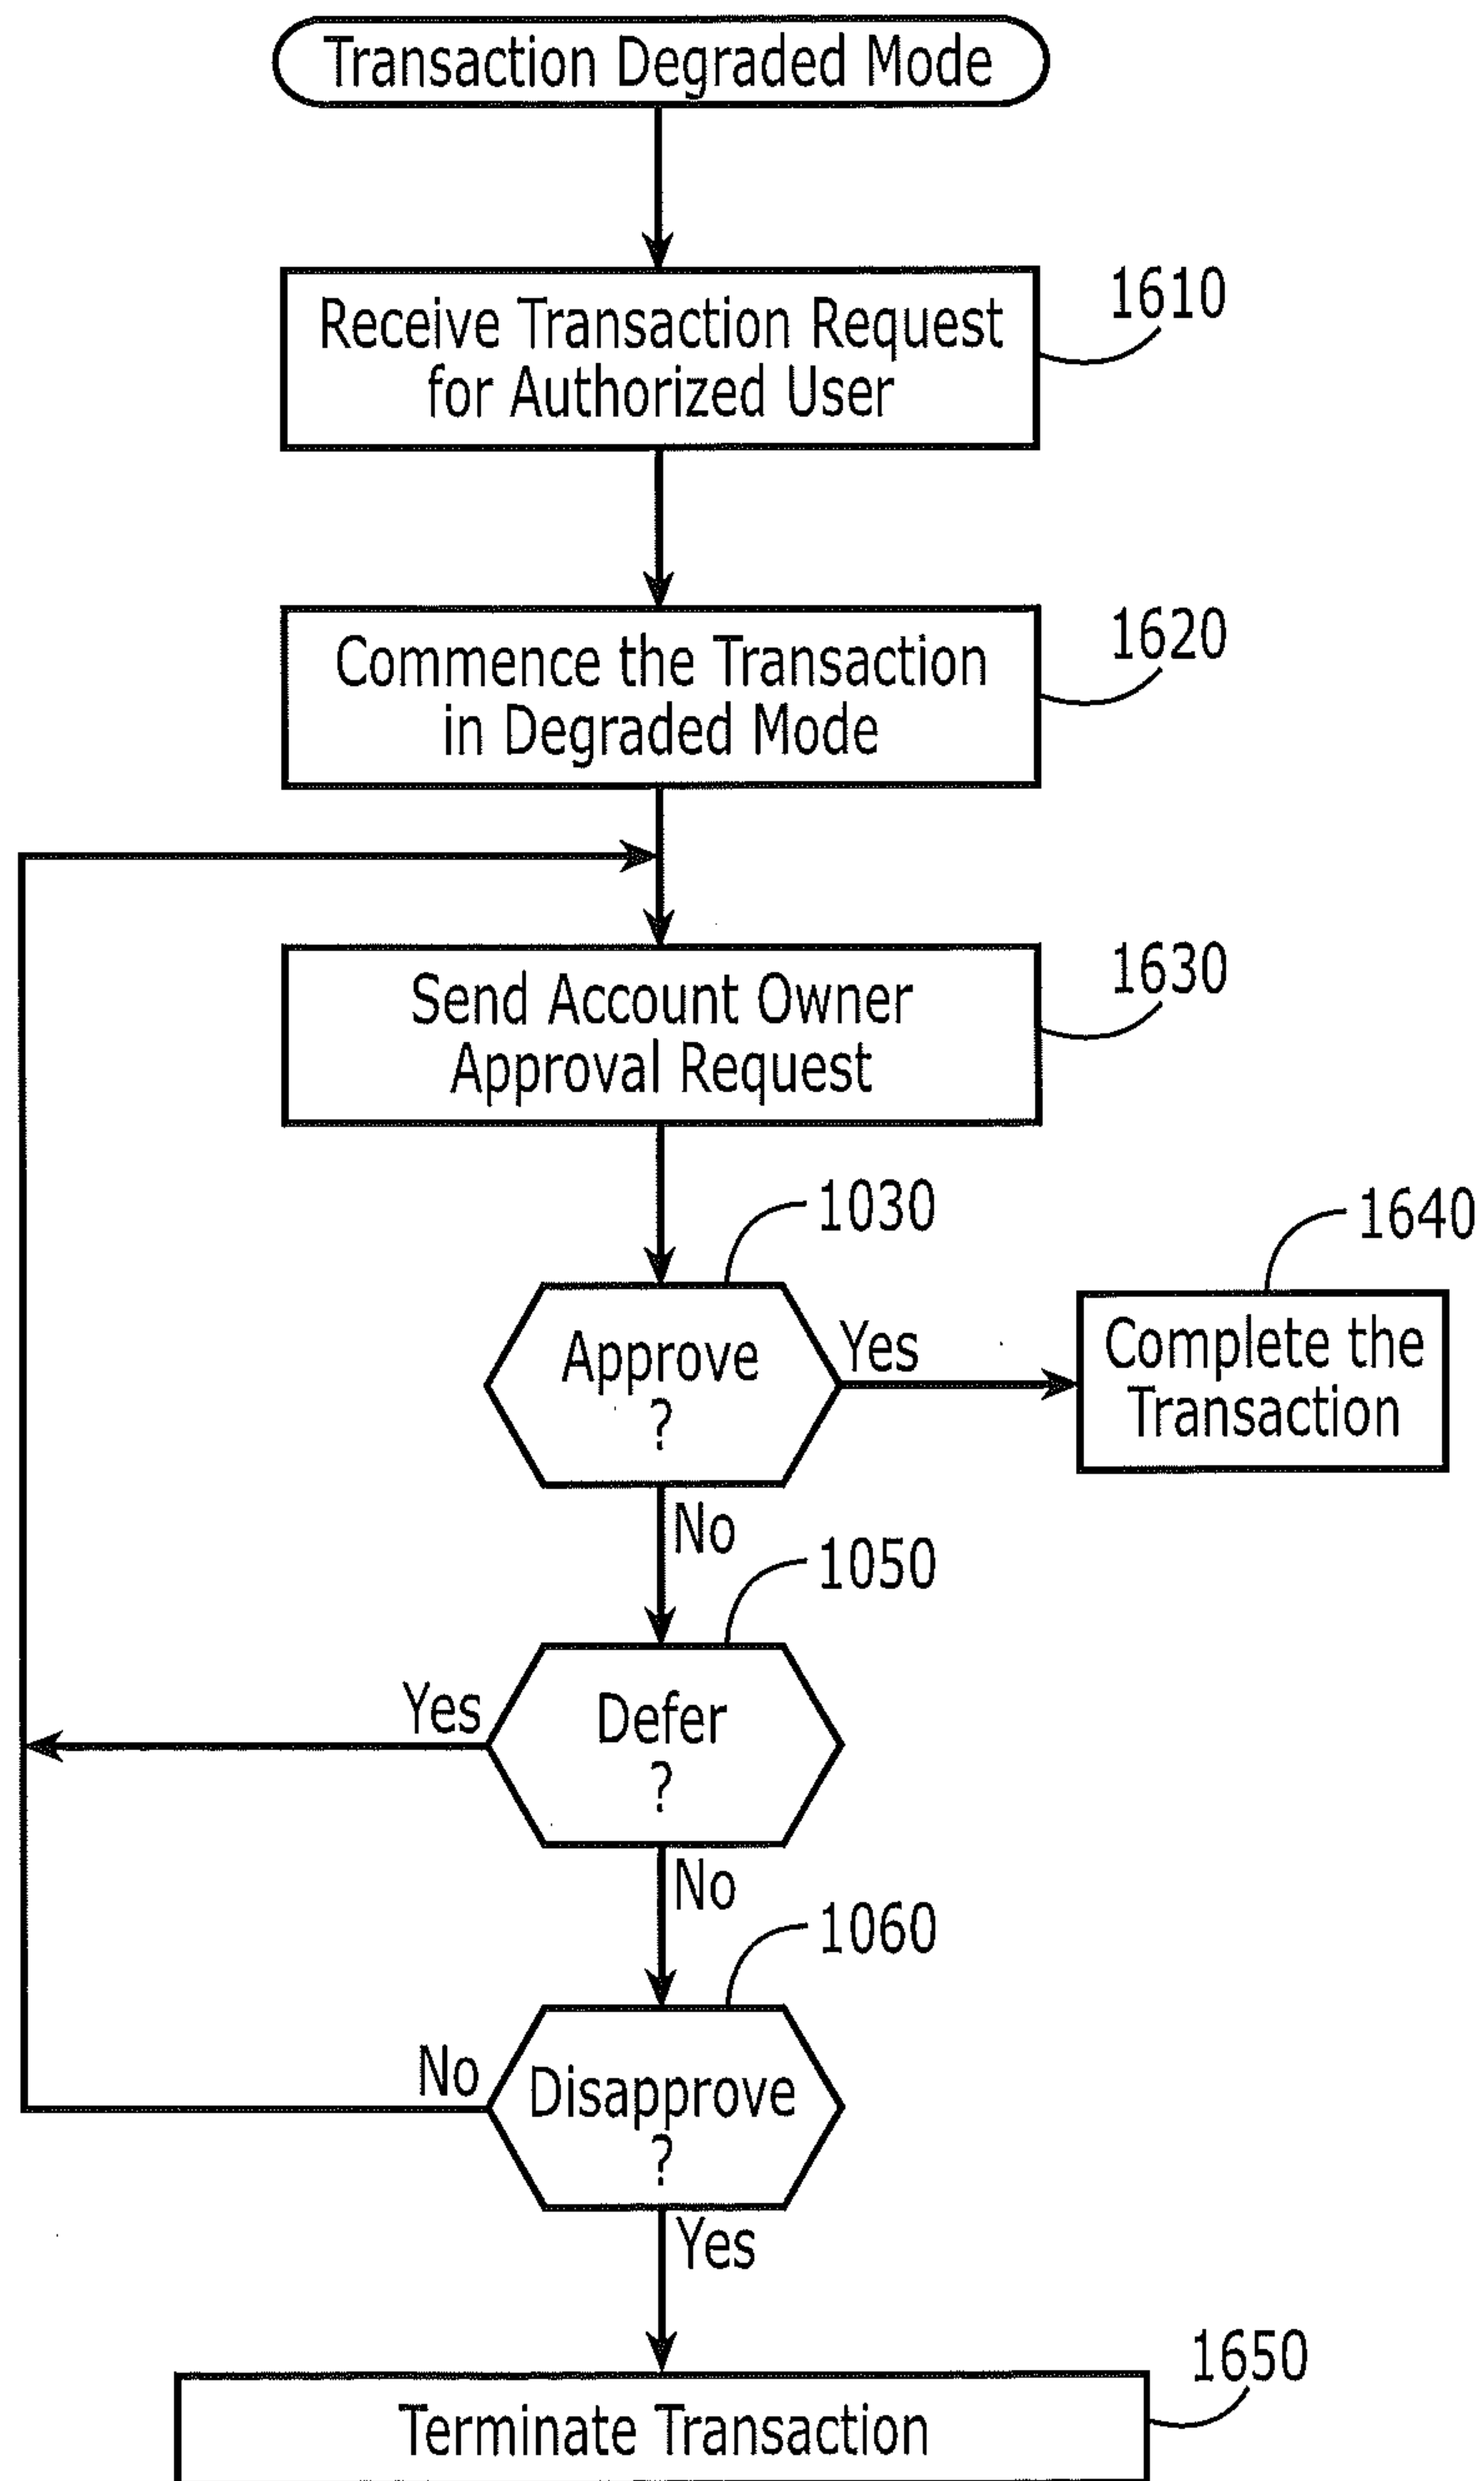 Transaction Degraded Mode
Receive Transaction Request
for Authorized User
1610
Commence the Transaction
in Degraded Mode
1620
Send Account Owner
Approval Request
1630
1030
Approve
?
Yes
1640
Complete the
Transaction
No
1050
Defer
?
Yes
No
1060
Disapprove
?
No
Yes
1650
Terminate Transaction